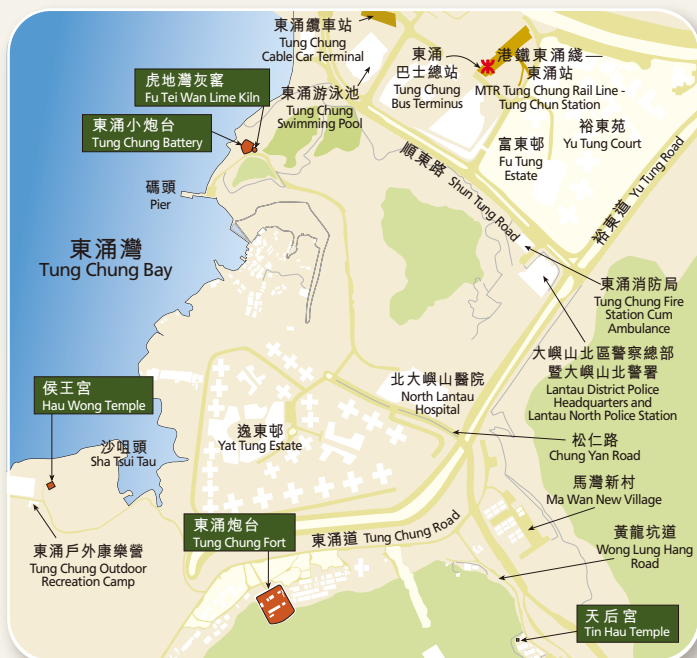 東涌纜車站
Tung Chung
Cable Car Terminal
東涌
巴士總站
Tung Chung
Bus Terminus
港鐵東涌綫
東涌站
MTR Tung Chung Rail Line -
Tung Chun Station
虎地灣灰窰
Fu Tei Wan Lime Kiln
東涌游泳池
Tung Chung
Swimming Pool
東涌小炮台
Tung Chung Battery
裕東苑
Yu Tung Court
富東邨
Fu Tung
Estate
順東路 Shun Tung Road
裕東道 Yu Tung Road
碼頭
Pier
東涌灣
Tung Chung Bay
東涌消防局
Tung Chung Fire
Station Cum
Ambulance
大嶼山北區警察總部
暨大嶼山北警署
Lantau District Police
Headquarters and
Lantau North Police Station
北大嶼山醫院
North Lantau
Hospital
侯王宮
Hau Wong Temple
逸東邨
Yat Tung Estate
沙咀頭
Sha Tsui Tau
松仁路
Chung Yan Road
馬灣新村
Ma Wan New Village
東涌炮台
Tung Chung Fort
東涌道 Tung Chung Road
東涌戶外康樂營
Tung Chung Outdoor
Recreation Camp
黃龍坑道
Wong Lung Hang
Road
天后宮
Tin Hau Temple